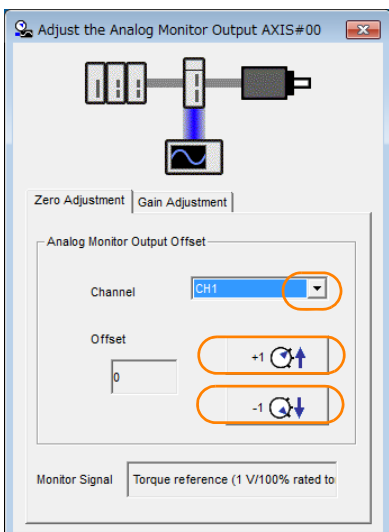 Adjust the Analog Monitor Output AXIS#00
Zero Adjustment Gain Adjustment
Analog Monitor Output Offset
Channel CH1
Offset
+1
0
-1
Monitor Signal Torque reference (1 V/100% rated to